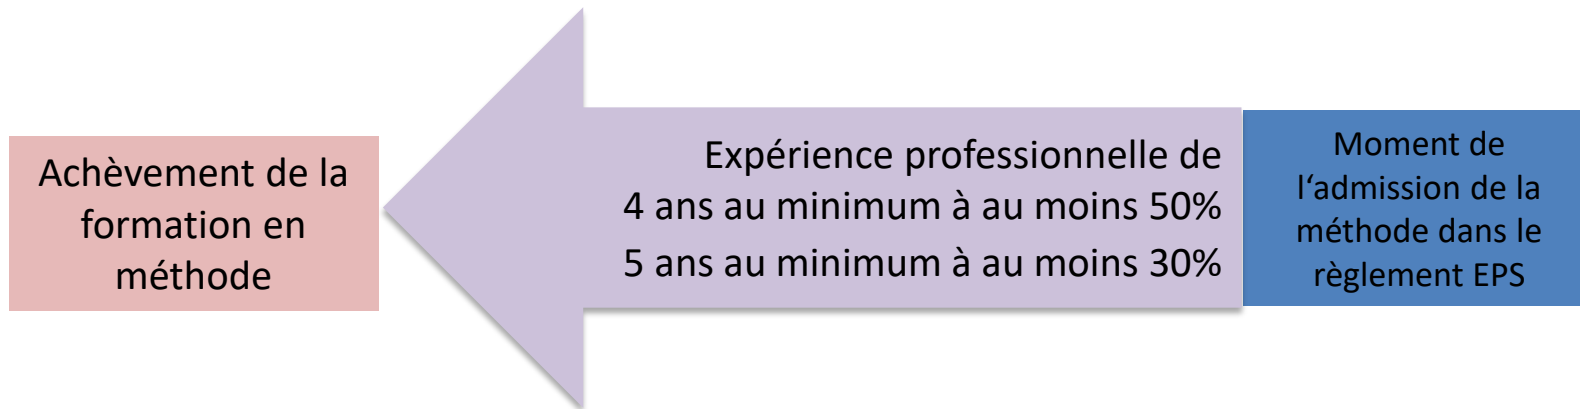 Achèvement de la
formation en
méthode
Expérience professionnelle de
4 ans au minimum à au moins 50%
5 ans au minimum à au moins 30%
Moment de
l‘admission de la
méthode dans le
règlement EPS